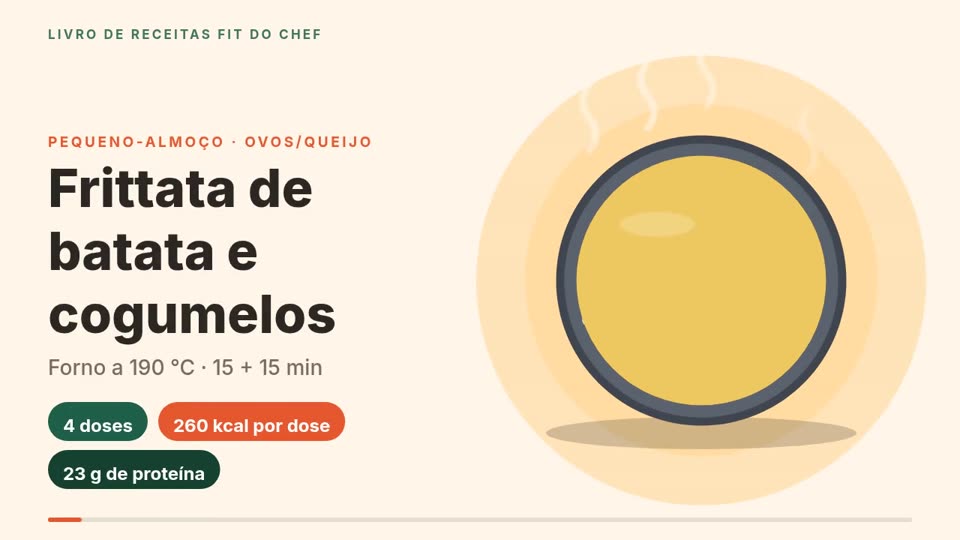 LIVRO DE RECEITAS FIT DO CHEF
PEQUENO-ALMOÇO · OVOS/QUEIJO
Frittata de
batata e
cogumelos
Forno a 190 °C · 15 + 15 min
4 doses
260 kcal por dose
23 g de proteína